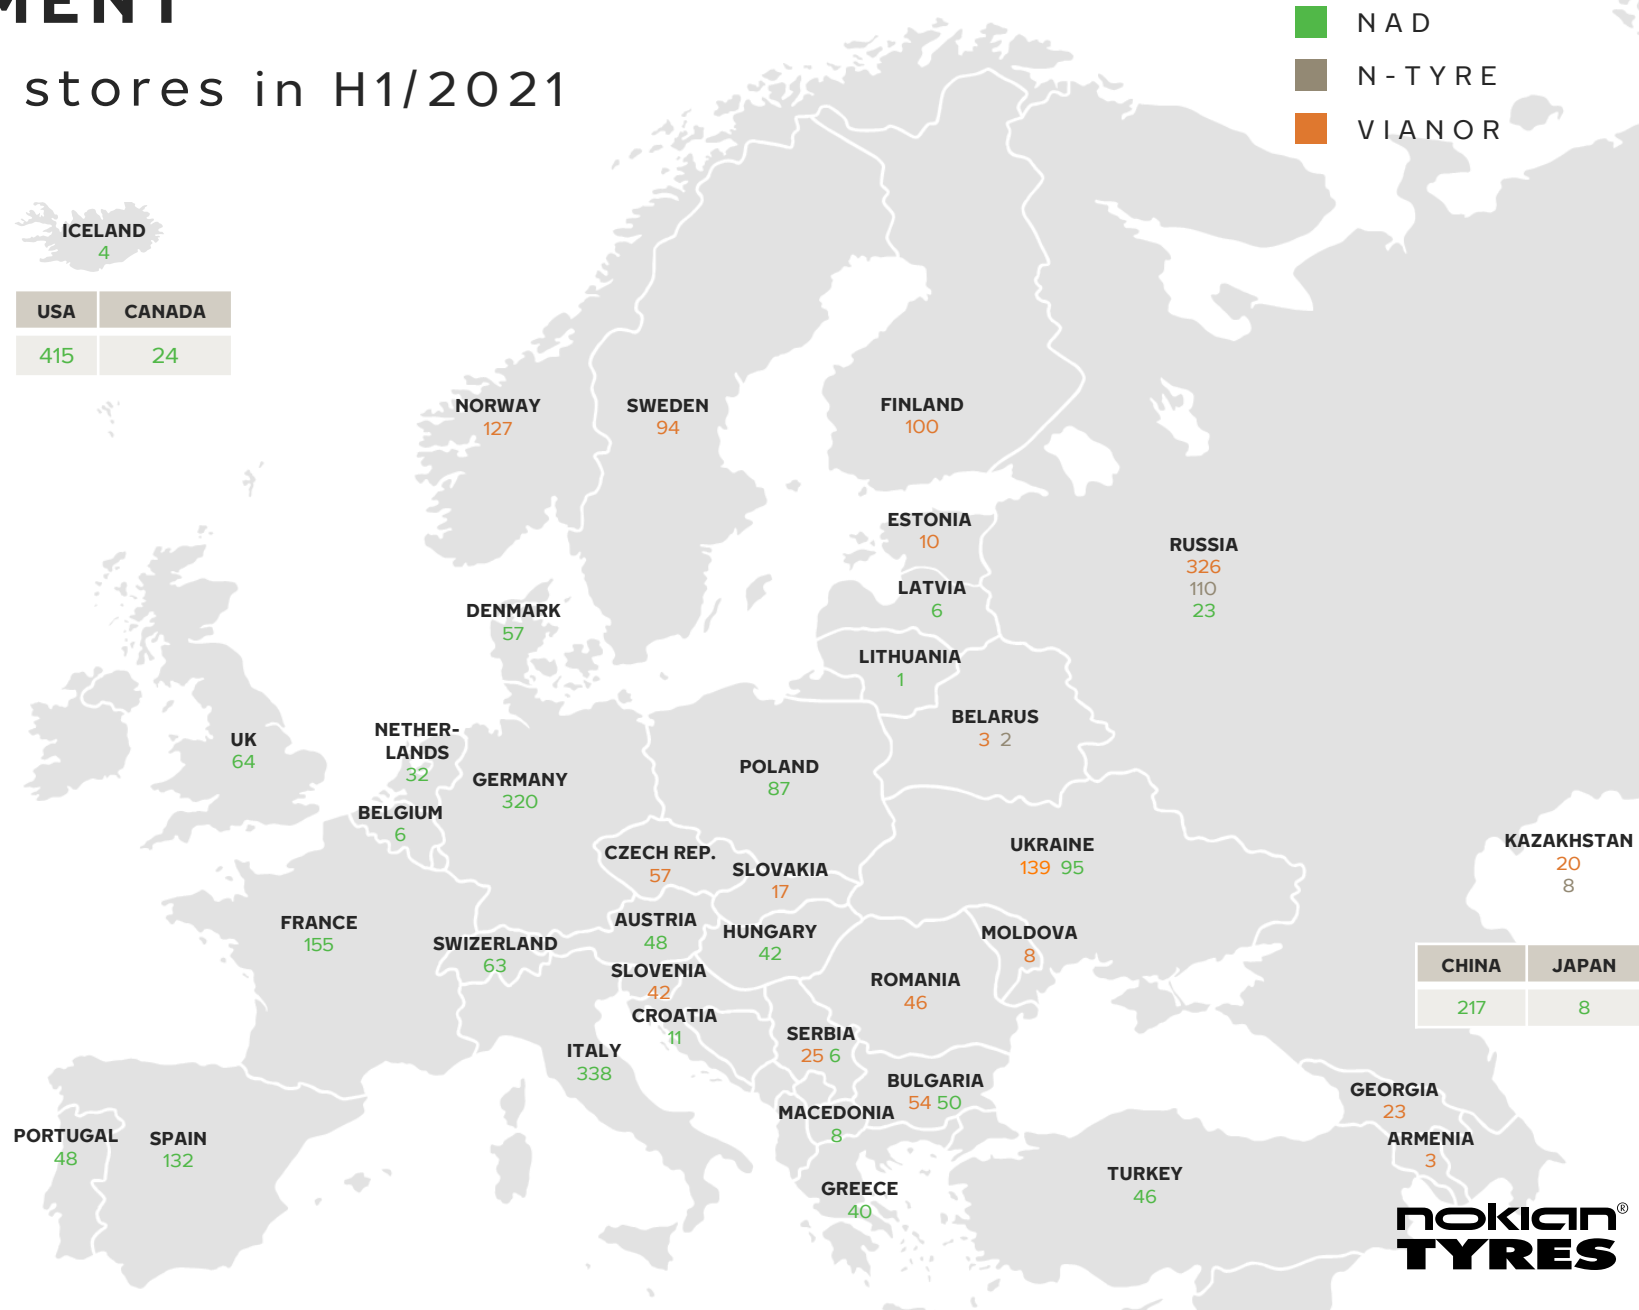 MENT
stores in H1/2021
NAD
N-TYRE
VIANOR
ICELAND
4
USA CANADA
415 24
NORWAY
127
SWEDEN
94
FINLAND
100
ESTONIA
10
RUSSIA
326
110
23
LATVIA
6
DENMARK
57
LITHUANIA
1
BELARUS
3 2
UK
64
NETHER-
LANDS
32
GERMANY
320
POLAND
87
BELGIUM
6
CZECH REP.
57
SLOVAKIA
17
UKRAINE
139 95
KAZAKHSTAN
20
8
FRANCE
155
SWIZERLAND
63
AUSTRIA
48
HUNGARY
42
MOLDOVA
8
SLOVENIA
42
ROMANIA
46
CHINA JAPAN
217 8
CROATIA
11
SERBIA
25 6
ITALY
338
BULGARIA
54 50
GEORGIA
23
MACEDONIA
8
PORTUGAL
48
SPAIN
132
ARMENIA
3
TURKEY
46
GREECE
40
nokian®
TYRES